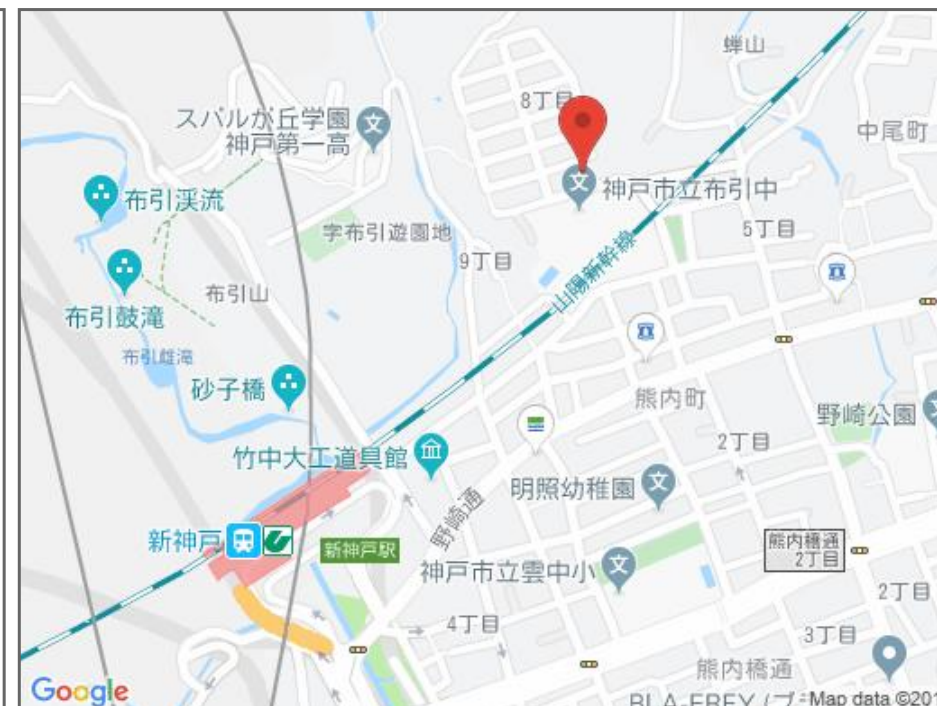 蝉山
8丁目
スバルが丘学園
神戸第一高
中尾町
神戸市立布引中
布引渓流
字布引遊園地
5丁目
9丁目
山陽新幹線
布引山
布引鼓滝
布引雌滝
砂子橋
熊内町
野崎公園
2丁目
竹中大工道具館
明照幼稚園
野崎通
新神戸
新神戸駅
熊内橋通
2丁目
神戸市立雲中小
2丁目
4丁目
3丁目
熊内橋通
Google
Map data ©201